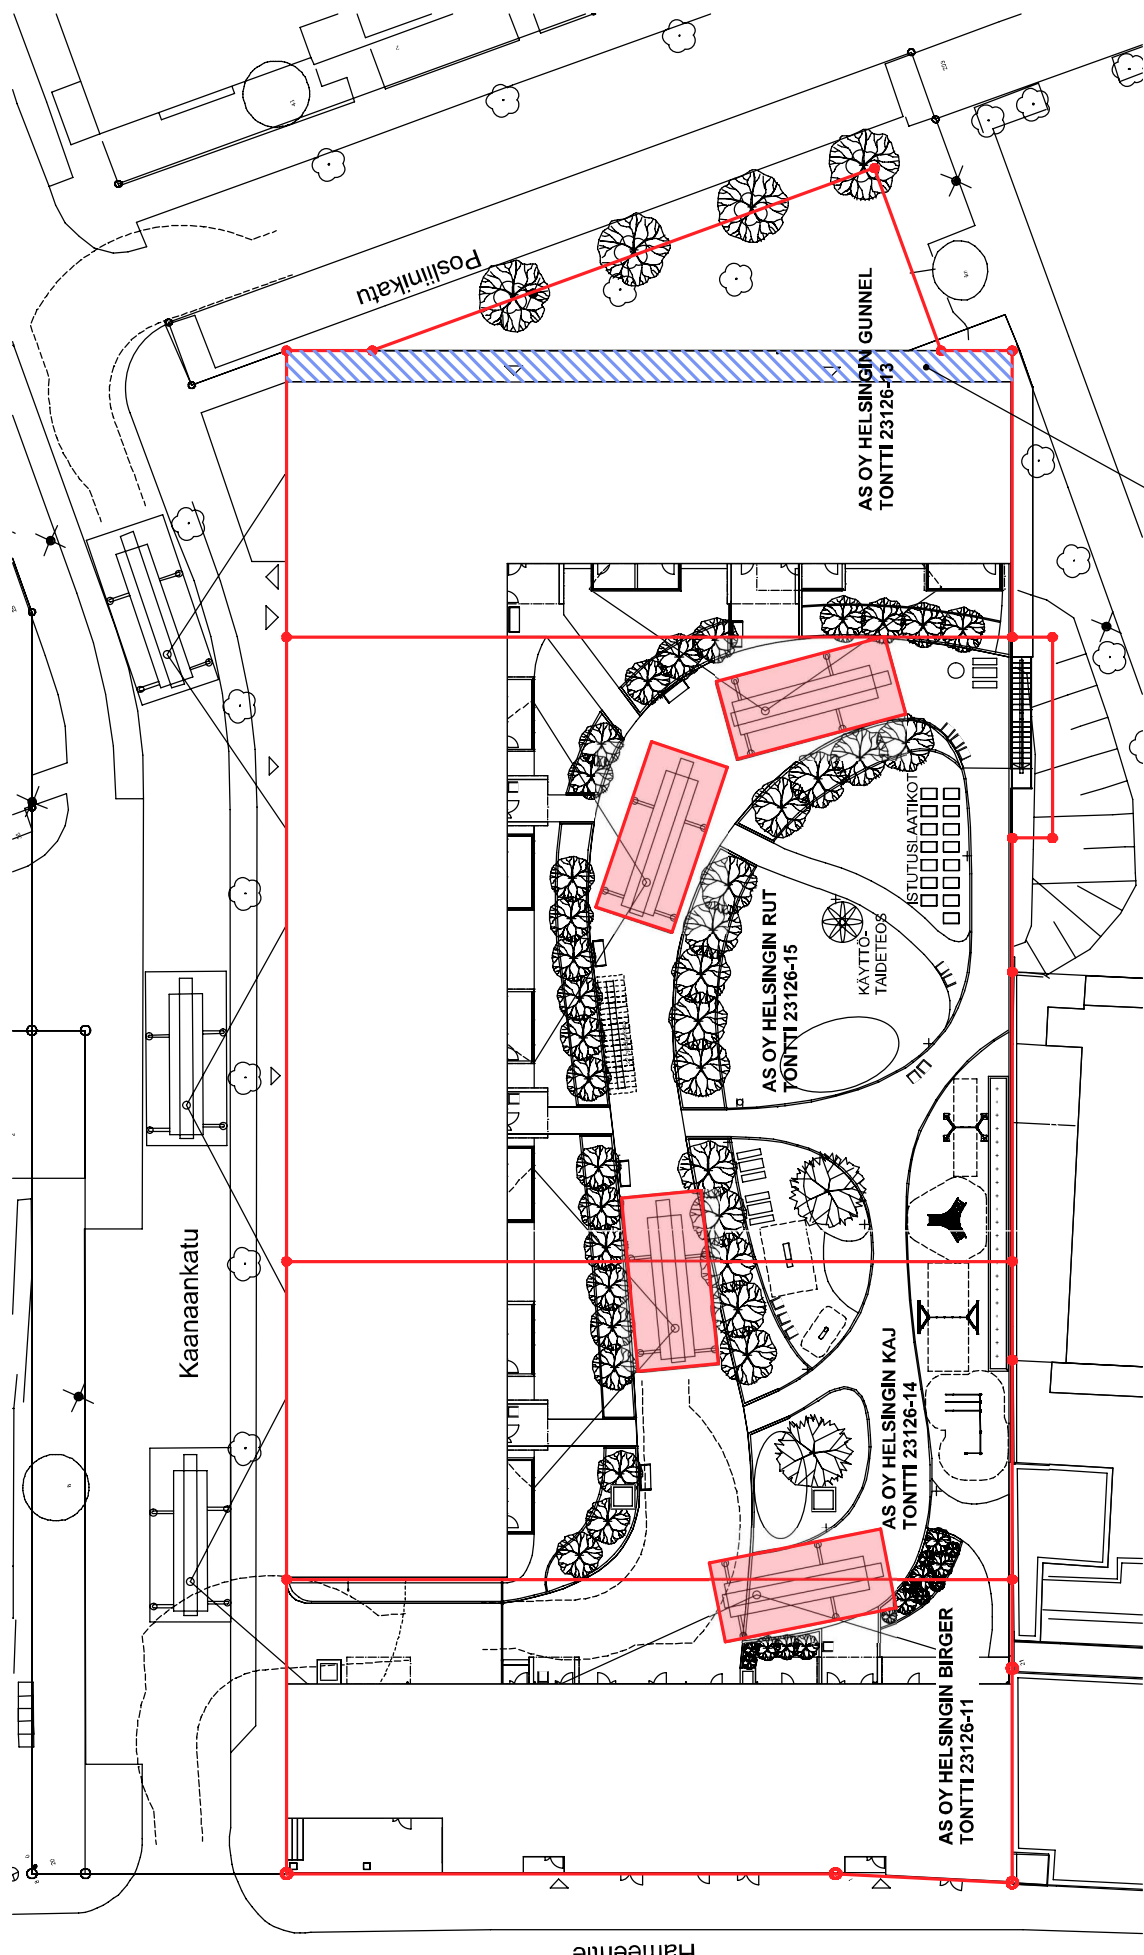 Posliinikatu
AS OY HELSINGIN GUNNEL
TONTTI 23126-13
ISTUTUSLAATIKOT
KÄYTTÖ-
TAIDETEOS
AS OY HELSINGIN RUT
TONTTI 23126-15
Kaanaankatu
AS OY HELSINGIN KAJ
TONTTI 23126-14
AS OY HELSINGIN BIRGER
TONTTI 23126-11
Hämeentie